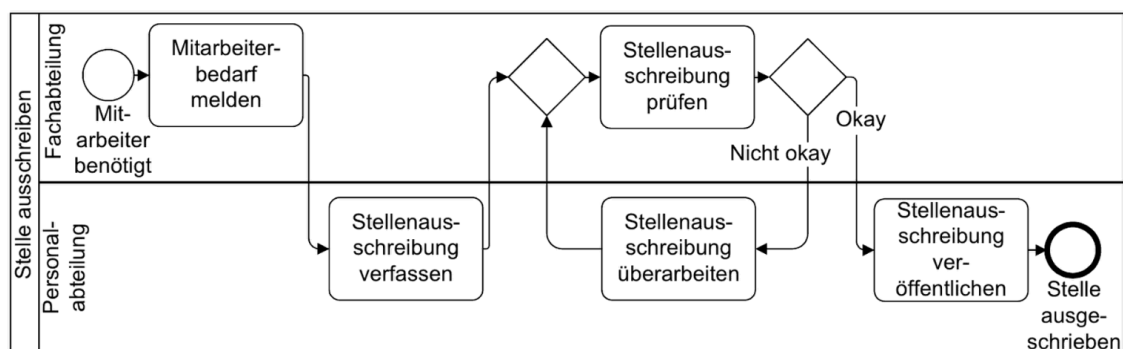 Stelle ausschreiben
Fachabteilung
Mit-
arbeiter
benötigt
Mitarbeiter-
bedarf
melden
Stellenaus-
schreibung
prüfen
Okay
Nicht okay
Personal-
abteilung
Stellenaus-
schreibung
verfassen
Stellenaus-
schreibung
überarbeiten
Stellenaus-
schreibung
ver-
öffentlichen
Stelle
ausge-
schrieben